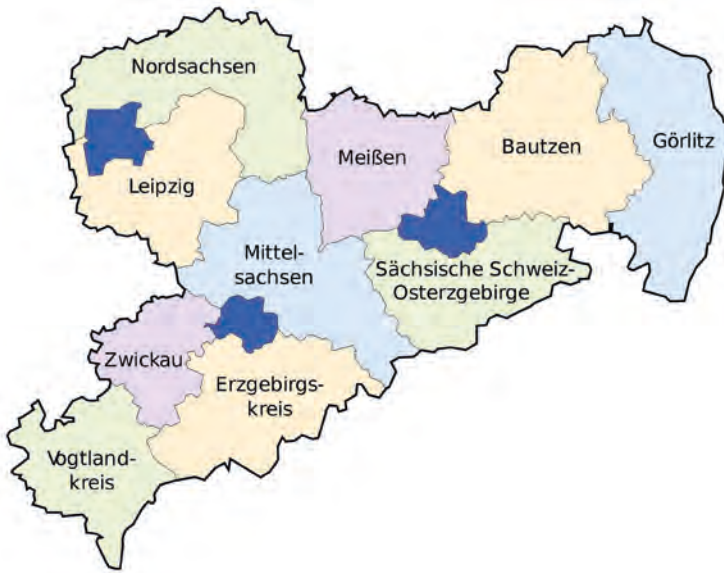 Nordsachsen
Leipzig
Meißen
Bautzen
Görlitz
Mittel-
sachsen
Sächsische Schweiz-
Osterzgebirge
Zwickau
Erzgebirgs-
kreis
Vogtland-
kreis